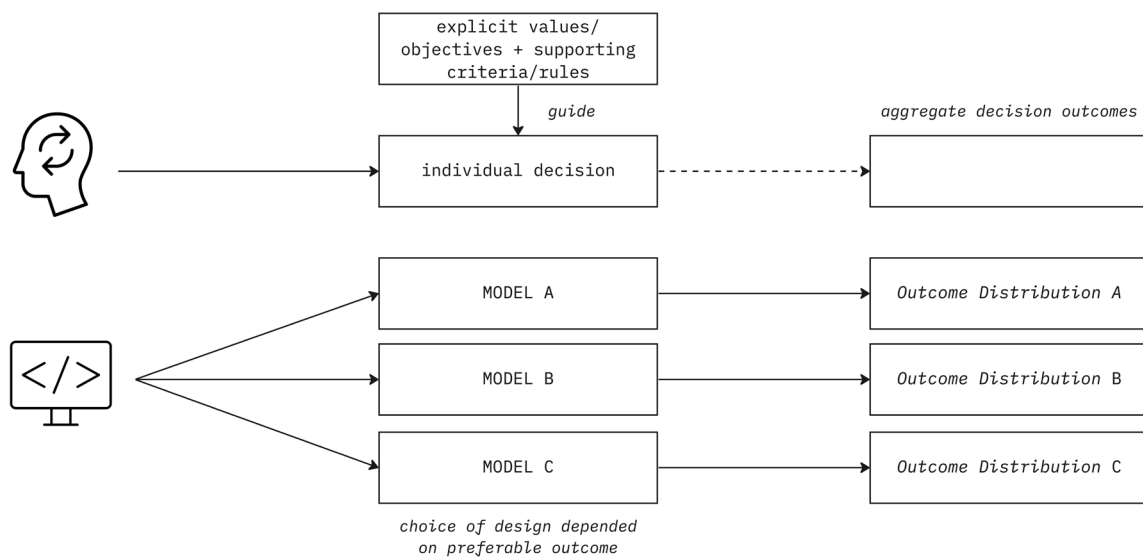 explicit values/
objectives + supporting
criteria/rules
guide
aggregate decision outcomes
individual decision
MODEL A
Outcome Distribution A
</>
MODEL B
Outcome Distribution B
MODEL C
Outcome Distribution C
choice of design depended
on preferable outcome